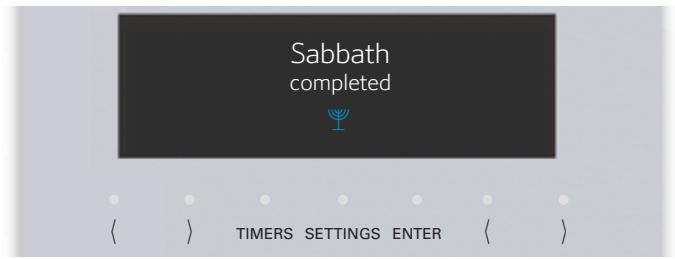 Sabbath
completed
〈 〉 TIMERS SETTINGS ENTER 〈 〉